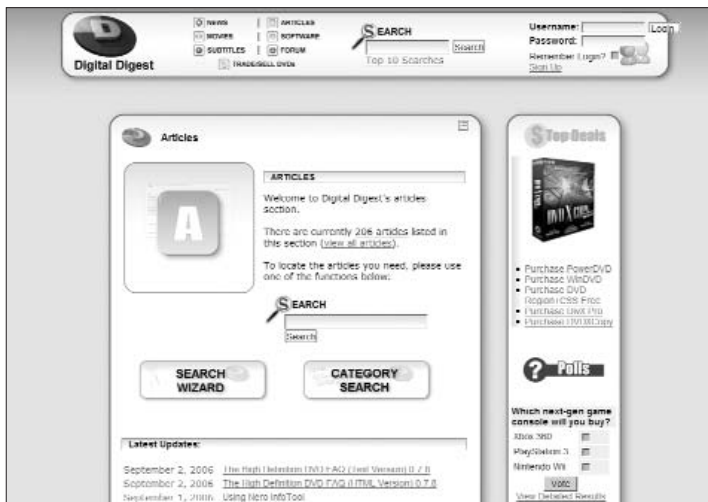 NEWS | ARTICLES
MOVIES | SOFTWARE
SUBTITLES | FORUM
TRADE/SELL DVDs
Digital Digest
SEARCH
Search
Top 10 Searches
Username:
Login
Password:
Remember Login?
Sign Up
Articles
A
ARTICLES
Welcome to Digital Digest's articles
section.
There are currently 206 articles listed in
this section (view all articles).
To locate the articles you need, please use
one of the functions below:
SEARCH
Search
SEARCH
WIZARD
CATEGORY
SEARCH
Latest Updates:
September 2, 2006 The High Definition DVD FAQ (Text Version) 0.7.8
September 2, 2006 The High Definition DVD FAQ (HTML Version) 0.7.8
September 1, 2006 Using Nero InfoTool
$ Top Deals
DVD X COPY
Purchase PowerDVD
Purchase WinDVD
Purchase DVD
Region+CSS Free
Purchase DivX Pro
Purchase DVDXCopy
? Polls
Which next-gen game
console will you buy?
Xbox 360
PlayStation 3
Nintendo Wii
Vote
View Detailed Results